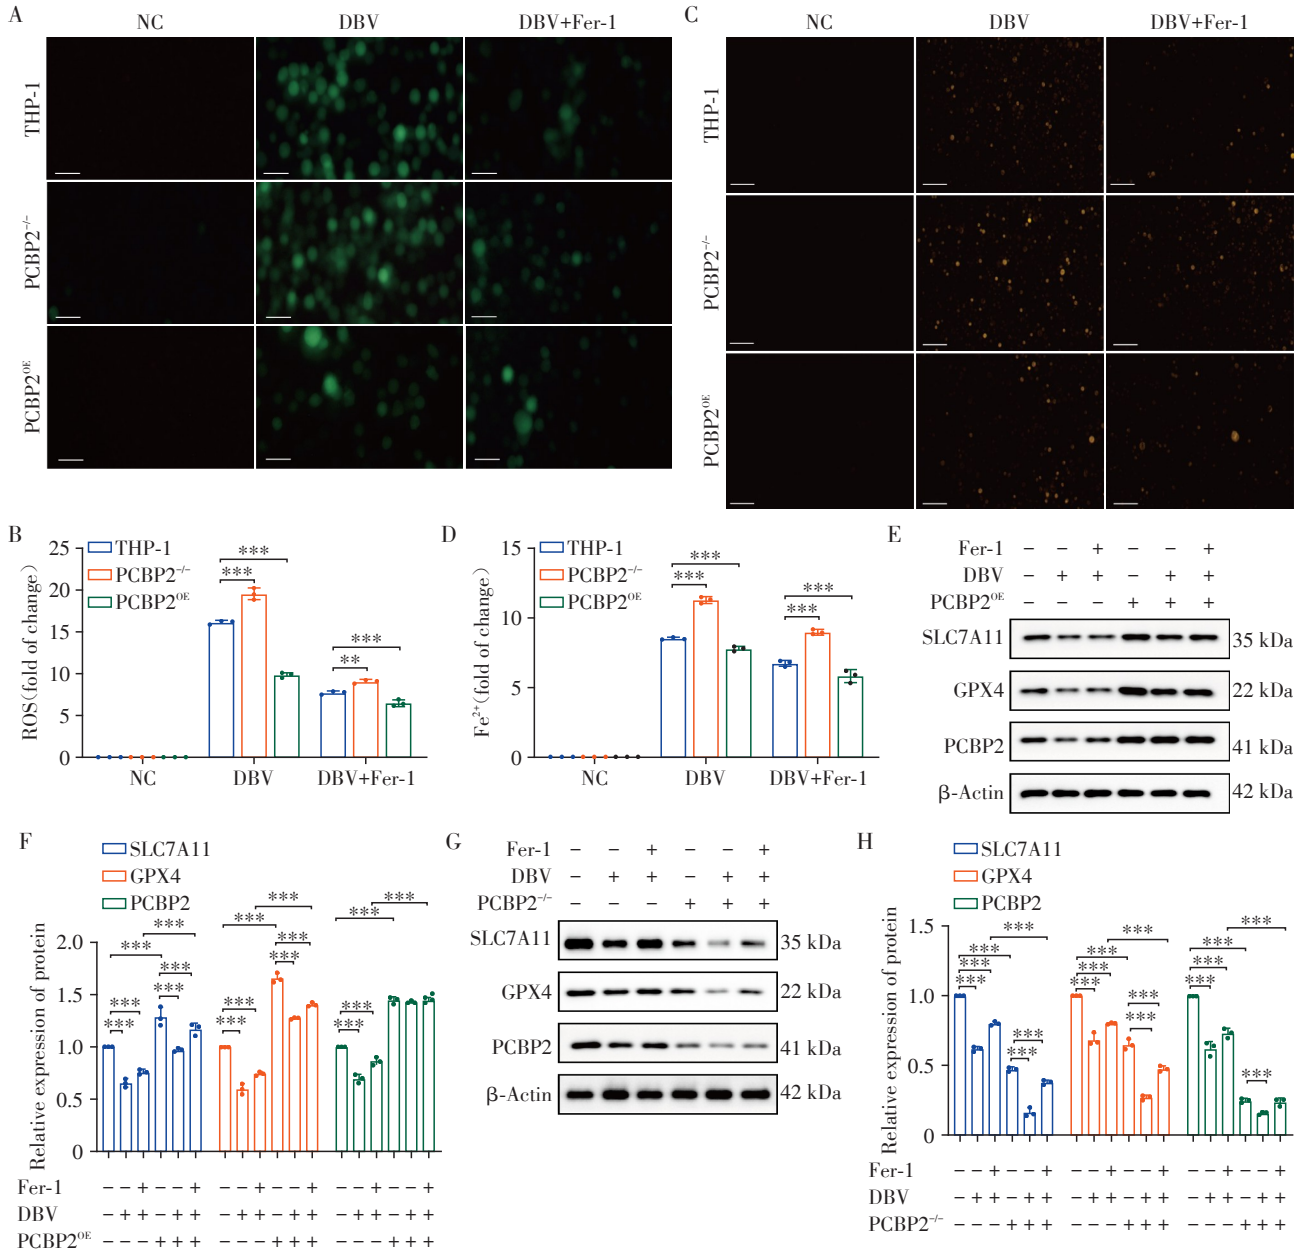 A
NC DBV DBV+Fer-1
THP-1
PCBP2⁻/⁻
PCBP2ᴼᴱ
C
NC DBV DBV+Fer-1
THP-1
PCBP2⁻/⁻
PCBP2ᴼᴱ
B
ROS(fold of change)
25
20
15
10
5
0
THP-1
PCBP2⁻/⁻
PCBP2ᴼᴱ
***
***
***
**
NC DBV DBV+Fer-1
D
Fe²⁺(fold of change)
15
10
5
0
THP-1
PCBP2⁻/⁻
PCBP2ᴼᴱ
***
***
***
***
NC DBV DBV+Fer-1
E
Fer-1 − − + − − +
DBV − + + − + +
PCBP2ᴼᴱ − − − + + +
SLC7A11 35 kDa
GPX4 22 kDa
PCBP2 41 kDa
β-Actin 42 kDa
F
SLC7A11
GPX4
PCBP2
Relative expression of protein
2.0
1.5
1.0
0.5
0
*** *** ***
*** *** ***
*** ***
*** *** *** ***
*** *** ***
Fer-1 − − + − − + − − + − − + − − + − − +
DBV − + + − + + − + + − + + − + + − + +
PCBP2ᴼᴱ − − − + + + − − − + + + − − − + + +
G
Fer-1 − − + − − +
DBV − + + − + +
PCBP2⁻/⁻ − − − + + +
SLC7A11 35 kDa
GPX4 22 kDa
PCBP2 41 kDa
β-Actin 42 kDa
H
SLC7A11
GPX4
PCBP2
Relative expression of protein
1.5
1.0
0.5
0
*** *** ***
*** *** ***
*** *** ***
*** *** ***
*** ***
*** *** ***
Fer-1 − − + − − + − − + − − + − − + − − +
DBV − + + − + + − + + − + + − + + − + +
PCBP2⁻/⁻ − − − + + + − − − + + + − − − + + +